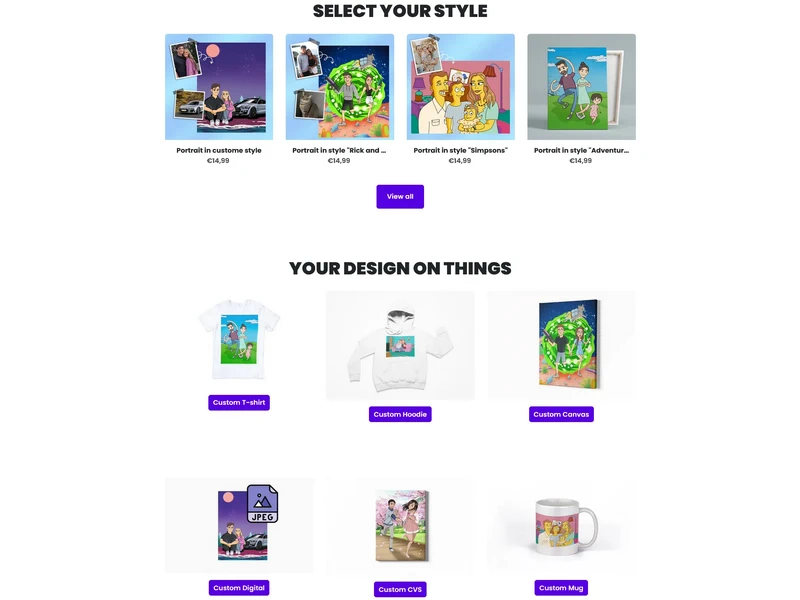 SELECT YOUR STYLE
Portrait in custome style
€14,99
Portrait in style "Rick and ...
€14,99
Portrait in style "Simpsons"
€14,99
Portrait in style "Adventur...
€14,99
View all
YOUR DESIGN ON THINGS
Custom T-shirt
Custom Hoodie
Custom Canvas
JPEG
Custom Digital
Custom CVS
Custom Mug